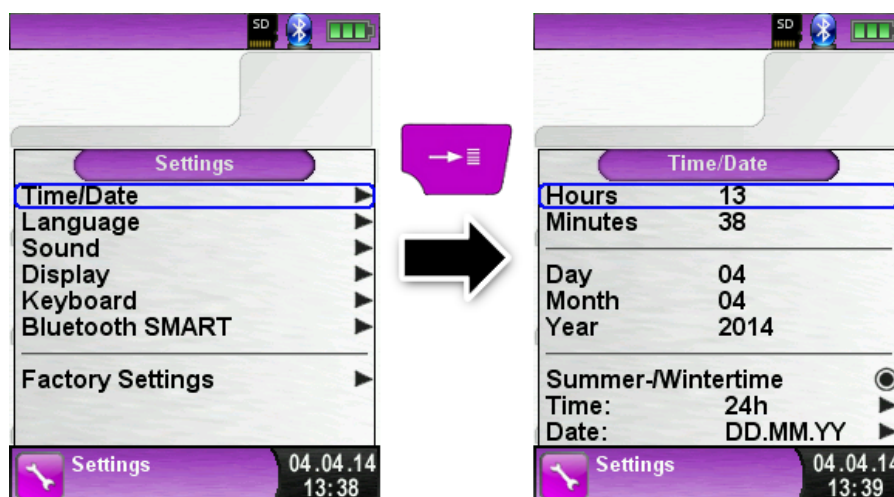 SD
Settings
Time/Date
Language
Sound
Display
Keyboard
Bluetooth SMART
Factory Settings
Settings
04.04.14
13:38
SD
Time/Date
Hours 13
Minutes 38
Day 04
Month 04
Year 2014
Summer-/Wintertime
Time: 24h
Date: DD.MM.YY
Settings
04.04.14
13:39